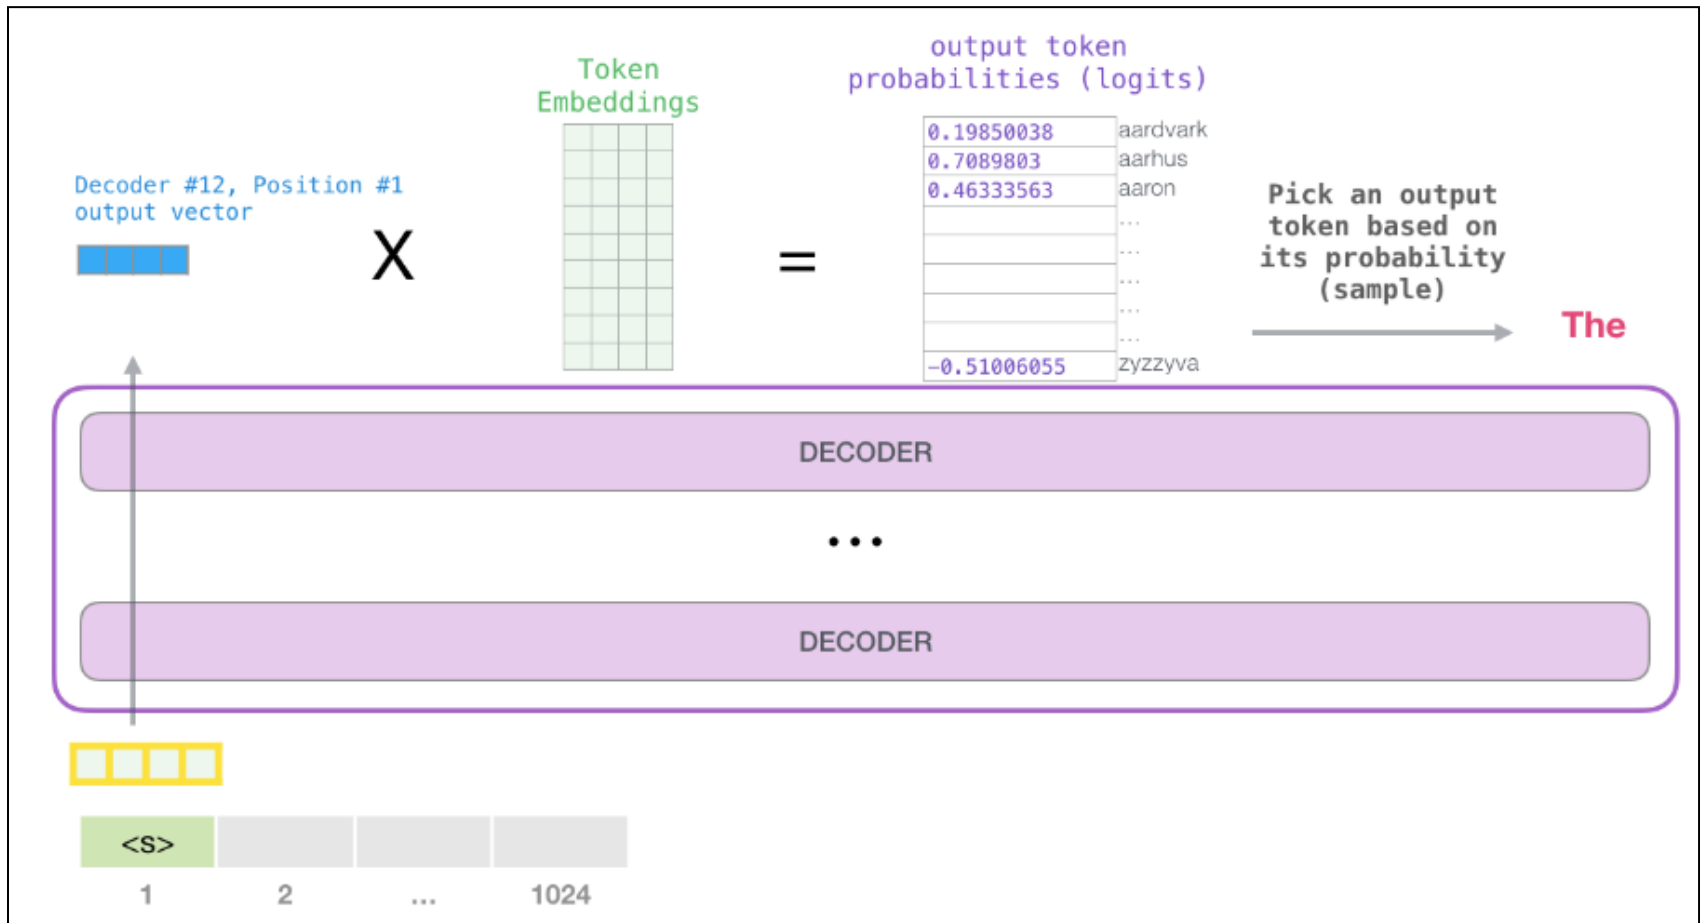 Token
Embeddings
output token
probabilities (logits)
Decoder #12, Position #1
output vector
X
=
0.19850038 aardvark
0.7089803 aarhus
0.46333563 aaron
...
...
...
...
...
-0.51006055 zyzzyva
Pick an output
token based on
its probability
(sample)
The
DECODER
...
DECODER
<S>
1 2 ... 1024